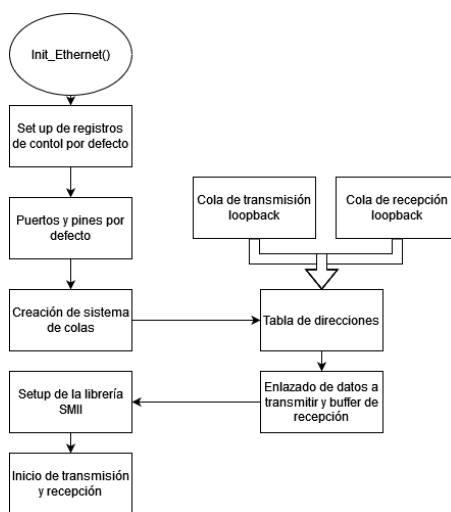 Init_Ethernet()
Set up de registros
de contol por defecto
Puertos y pines por
defecto
Cola de transmisión
loopback
Cola de recepción
loopback
Creación de sistema
de colas
Tabla de direcciones
Setup de la librería
SMII
Enlazado de datos a
transmitir y buffer de
recepción
Inicio de transmisión
y recepción